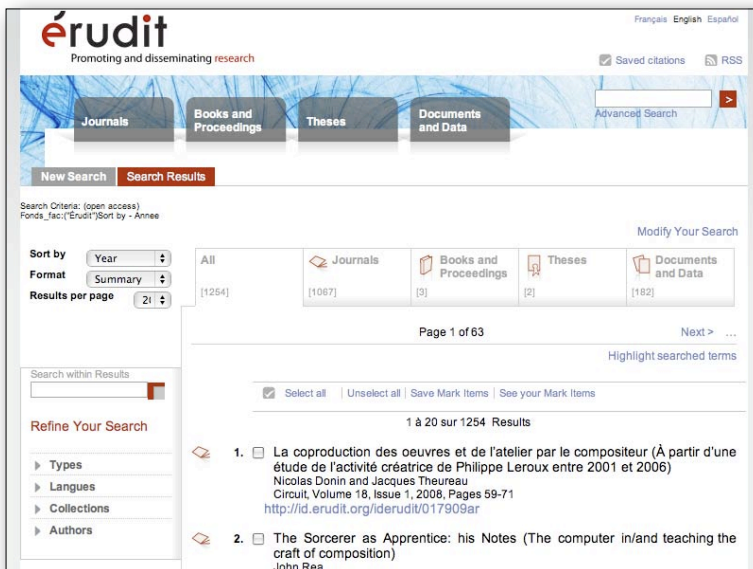 érudit
Promoting and disseminating research
Français English Español
Saved citations RSS
Journals
Books and
Proceedings
Theses
Documents
and Data
>
Advanced Search
New Search Search Results
Search Criteria: (open access)
Fonds_fac:("Érudit")Sort by - Annee
Modify Your Search
Sort by Year
Format Summary
Results per page
All
[1254]
Journals
[1067]
Books and
Proceedings
[3]
Theses
[2]
Documents
and Data
[182]
Page 1 of 63
Next > ...
Highlight searched terms
Search within Results
Select all | Unselect all | Save Mark Items | See your Mark Items
1 à 20 sur 1254 Results
Refine Your Search
Types
Langues
Collections
Authors
1. La coproduction des oeuvres et de l'atelier par le compositeur (À partir d'une
étude de l'activité créatrice de Philippe Leroux entre 2001 et 2006)
Nicolas Donin and Jacques Theureau
Circuit, Volume 18, Issue 1, 2008, Pages 59-71
http://id.erudit.org/iderudit/017909ar
2. The Sorcerer as Apprentice: his Notes (The computer in/and teaching the
craft of composition)
John Rea